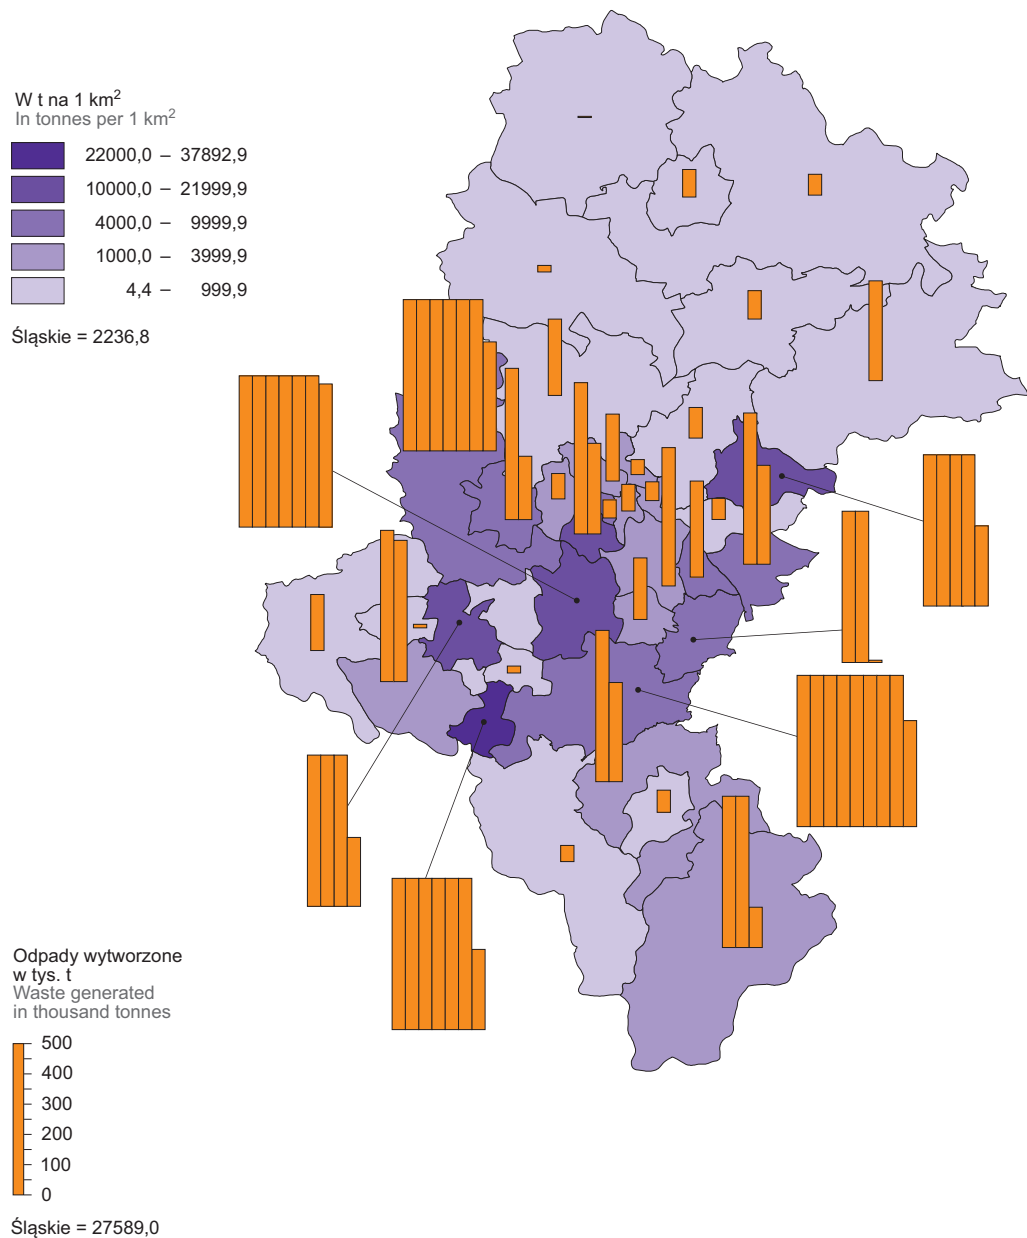 W t na 1 km²
In tonnes per 1 km²
22000,0 – 37892,9
10000,0 – 21999,9
4000,0 – 9999,9
1000,0 – 3999,9
4,4 – 999,9
Śląskie = 2236,8
Odpady wytworzone
w tys. t
Waste generated
in thousand tonnes
500
400
300
200
100
0
Śląskie = 27589,0